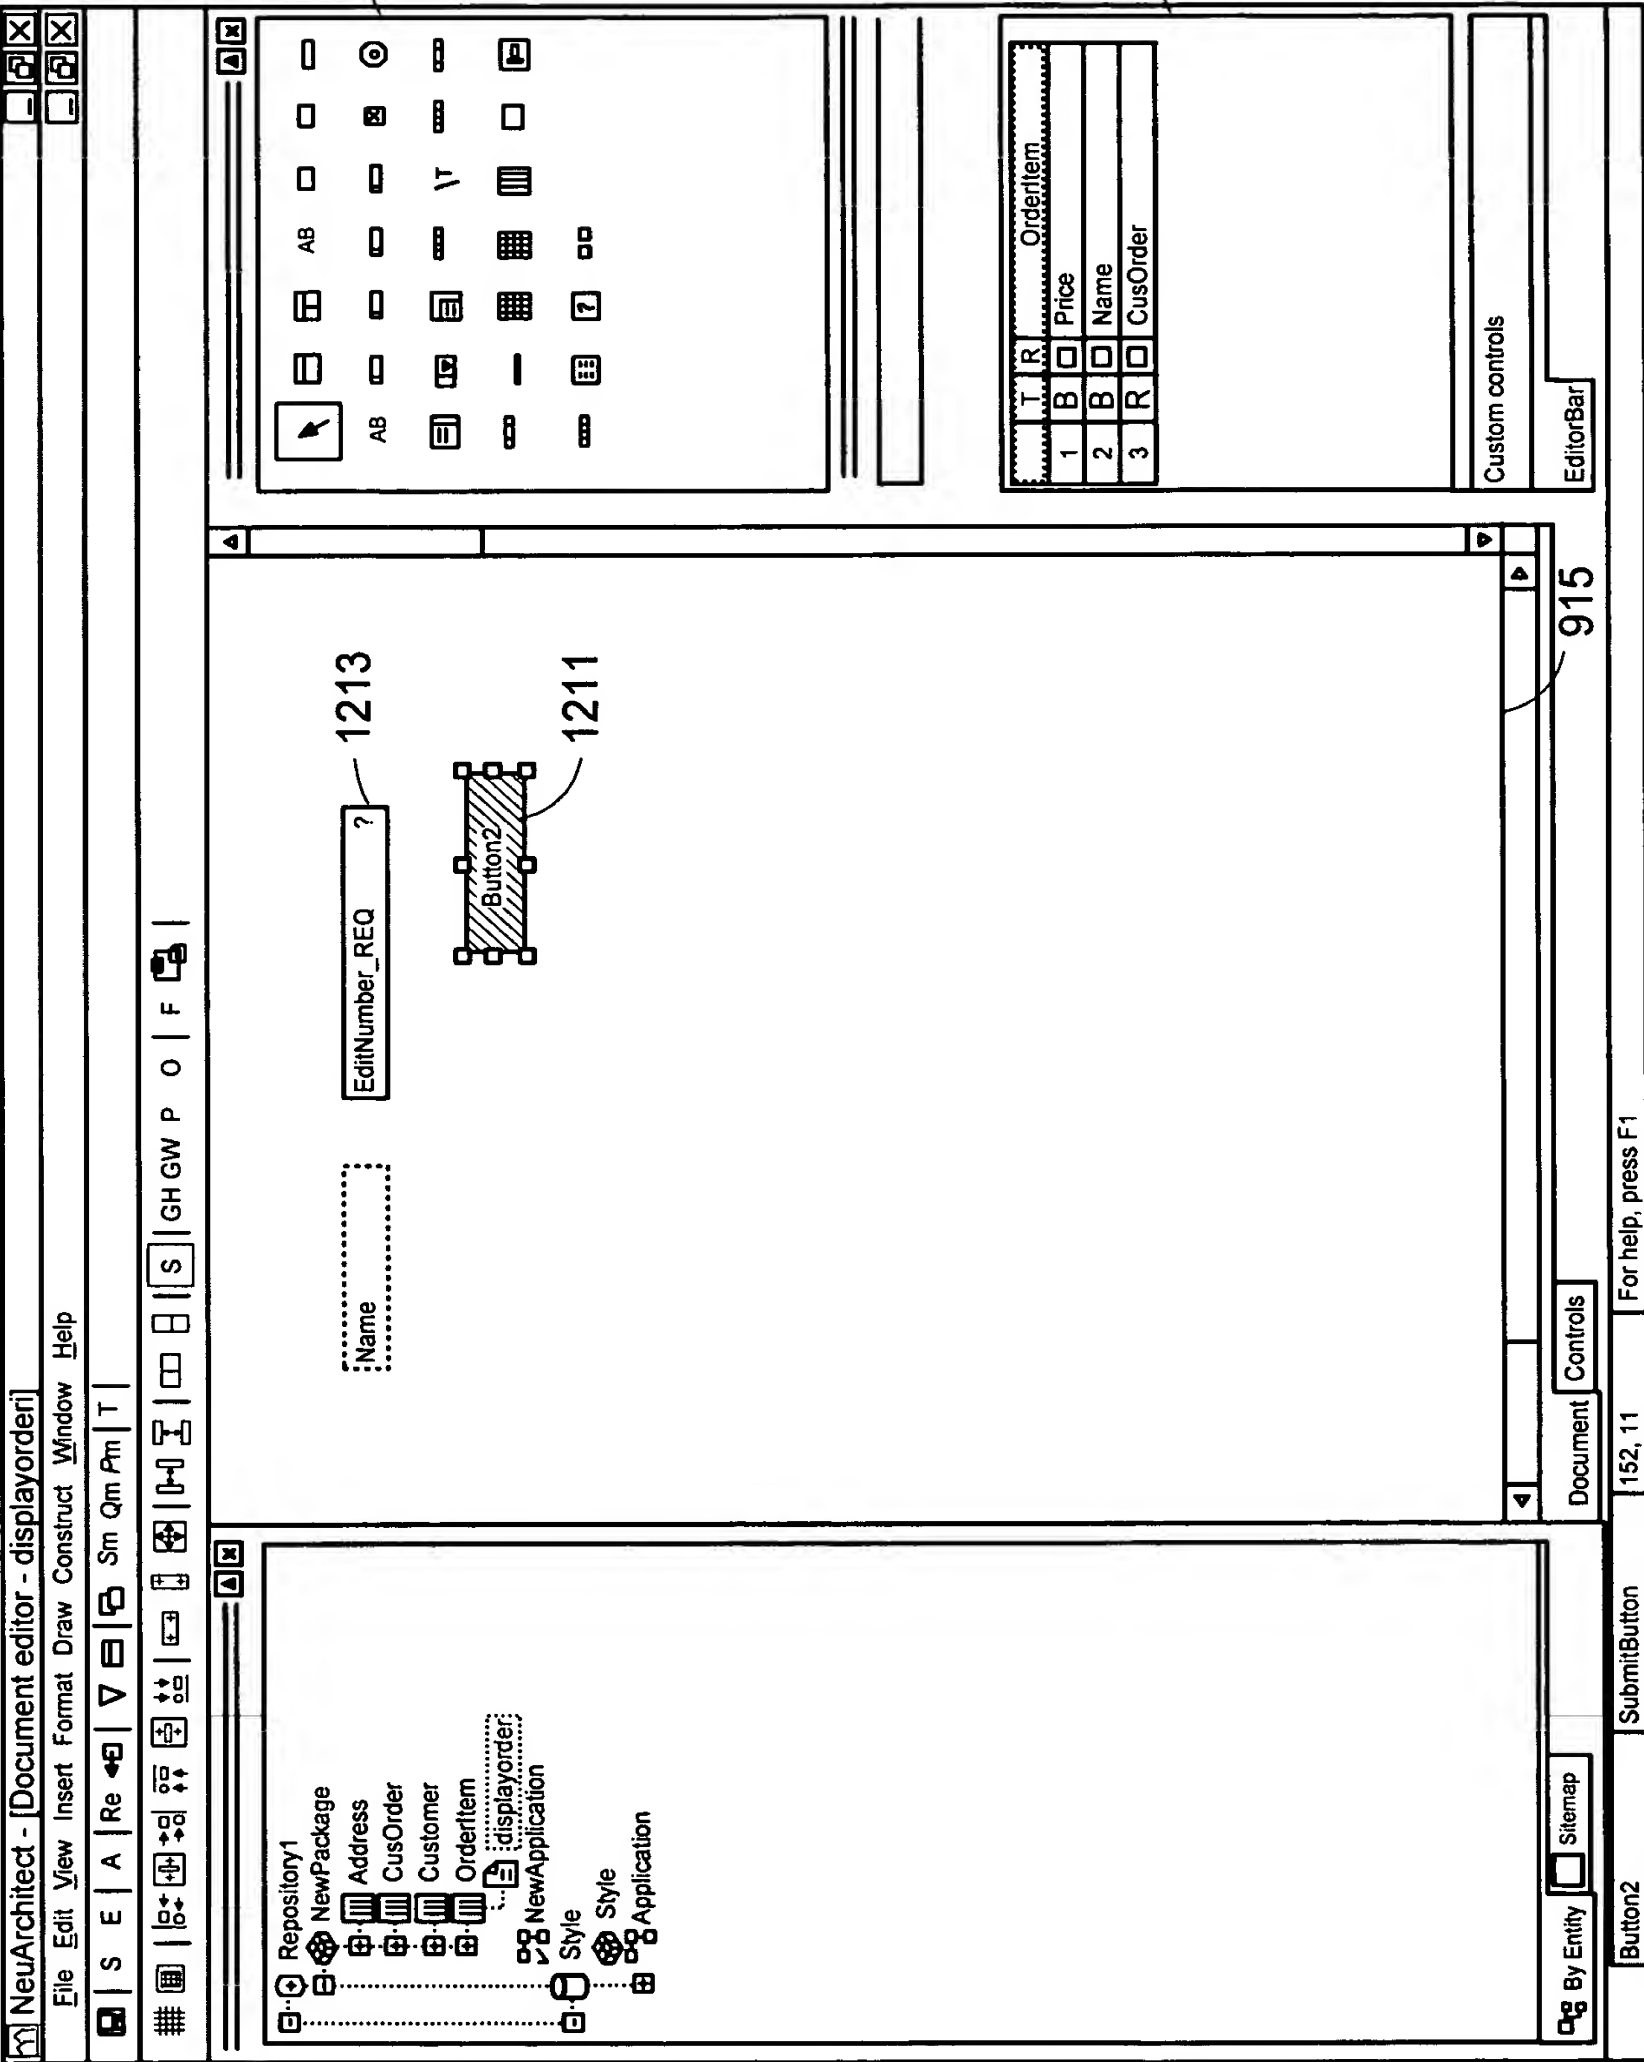 NeuArchitect - [Document editor - displayorderi]
File Edit View Insert Format Draw Construct Window Help
S E A Re Sm Qm Pm T
S GH GW P O F
Repository1
NewPackage
Address
CusOrder
Customer
OrderItem
displayorder
NewApplication
Style
Style
Application
By Entity
Sitemap
Name
EditNumber_REQ ?
1213
Button2
1211
915
Document
Controls
AB
AB
T
?
T R OrderItem
1 B Price
2 B Name
3 R CusOrder
Custom controls
EditorBar
Button2
SubmitButton
152, 11
For help, press F1